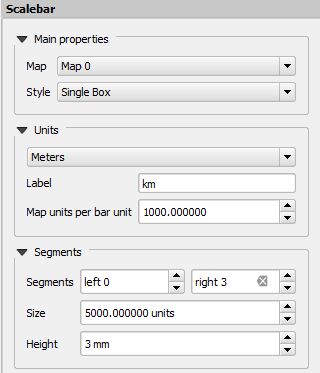 Scalebar
Main properties
Map Map 0
Style Single Box
Units
Meters
Label km
Map units per bar unit 1000.000000
Segments
Segments left 0 right 3
Size 5000.000000 units
Height 3 mm